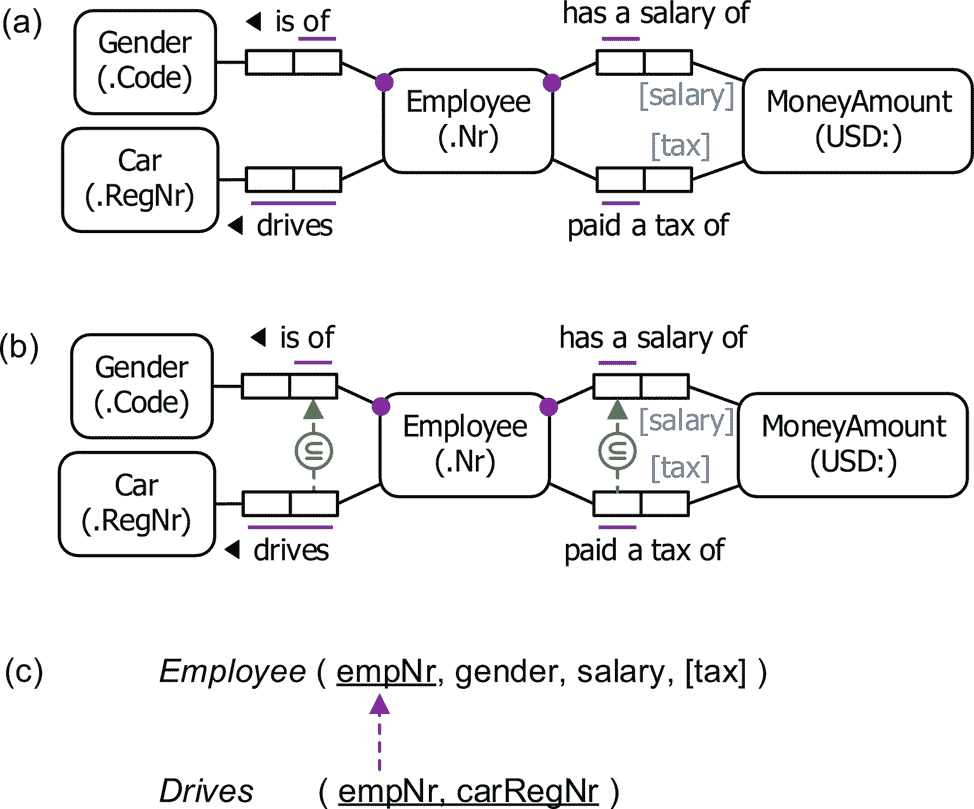 (a)
◄ is of
has a salary of
Gender
(.Code)
Employee
(.Nr)
[salary]
MoneyAmount
(USD:)
[tax]
Car
(.RegNr)
◄ drives
paid a tax of
(b)
◄ is of
has a salary of
Gender
(.Code)
Employee
(.Nr)
⊆
⊆
[salary]
MoneyAmount
(USD:)
[tax]
Car
(.RegNr)
◄ drives
paid a tax of
(c) Employee ( empNr, gender, salary, [tax] )
Drives ( empNr, carRegNr )